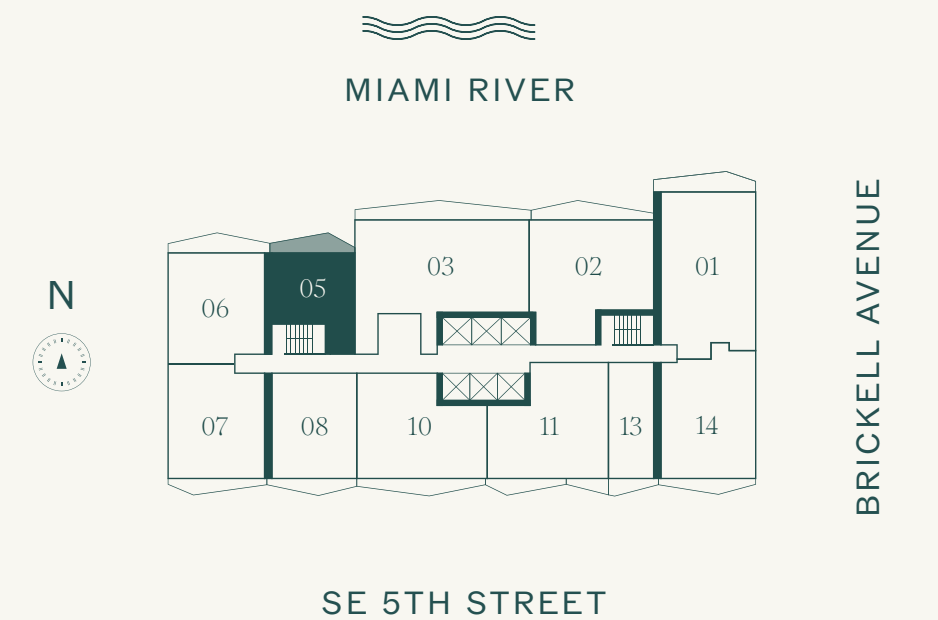 MIAMI RIVER
BRICKELL AVENUE
N
03
02
01
05
06
07
08
10
11
13
14
SE 5TH STREET